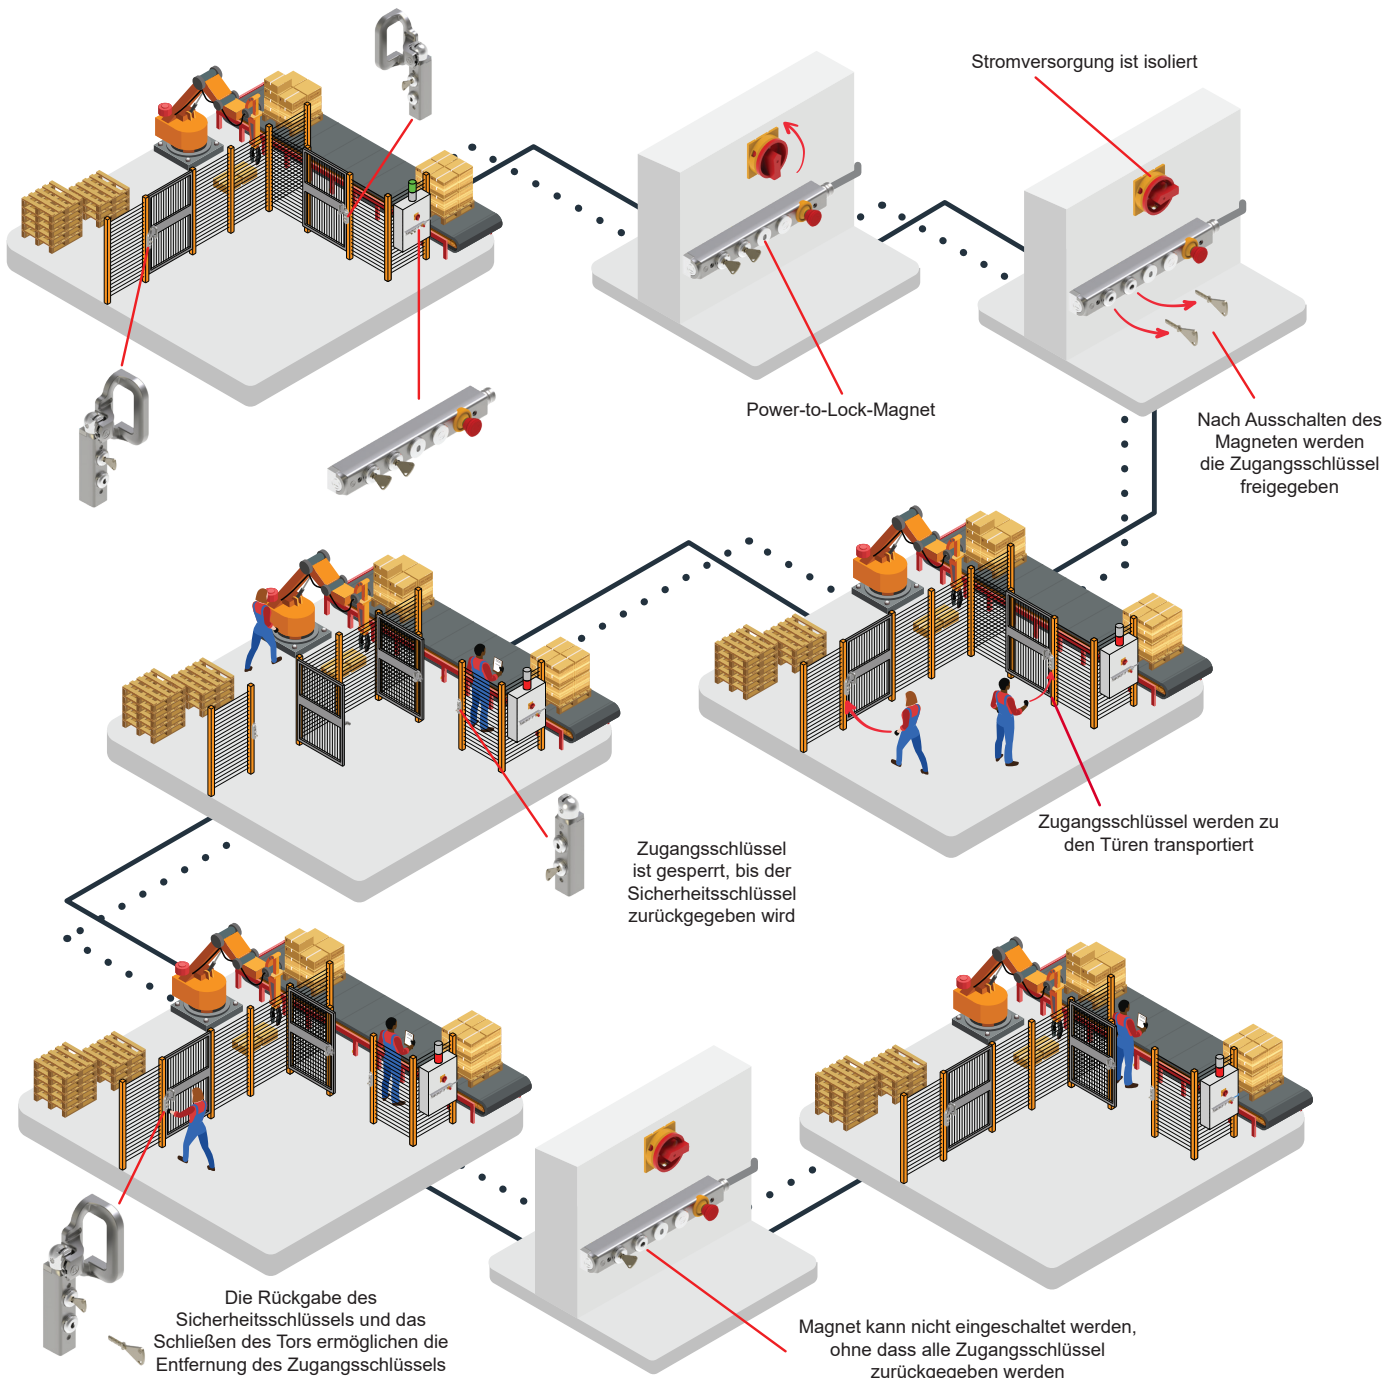 Stromversorgung ist isoliert
Power-to-Lock-Magnet
Nach Ausschalten des
Magneten werden
die Zugangsschlüssel
freigegeben
Zugangsschlüssel werden zu
den Türen transportiert
Zugangsschlüssel
ist gesperrt, bis der
Sicherheitsschlüssel
zurückgegeben wird
Die Rückgabe des
Sicherheitsschlüssels und das
Schließen des Tors ermöglichen die
Entfernung des Zugangsschlüssels
Magnet kann nicht eingeschaltet werden,
ohne dass alle Zugangsschlüssel
zurückgegeben werden